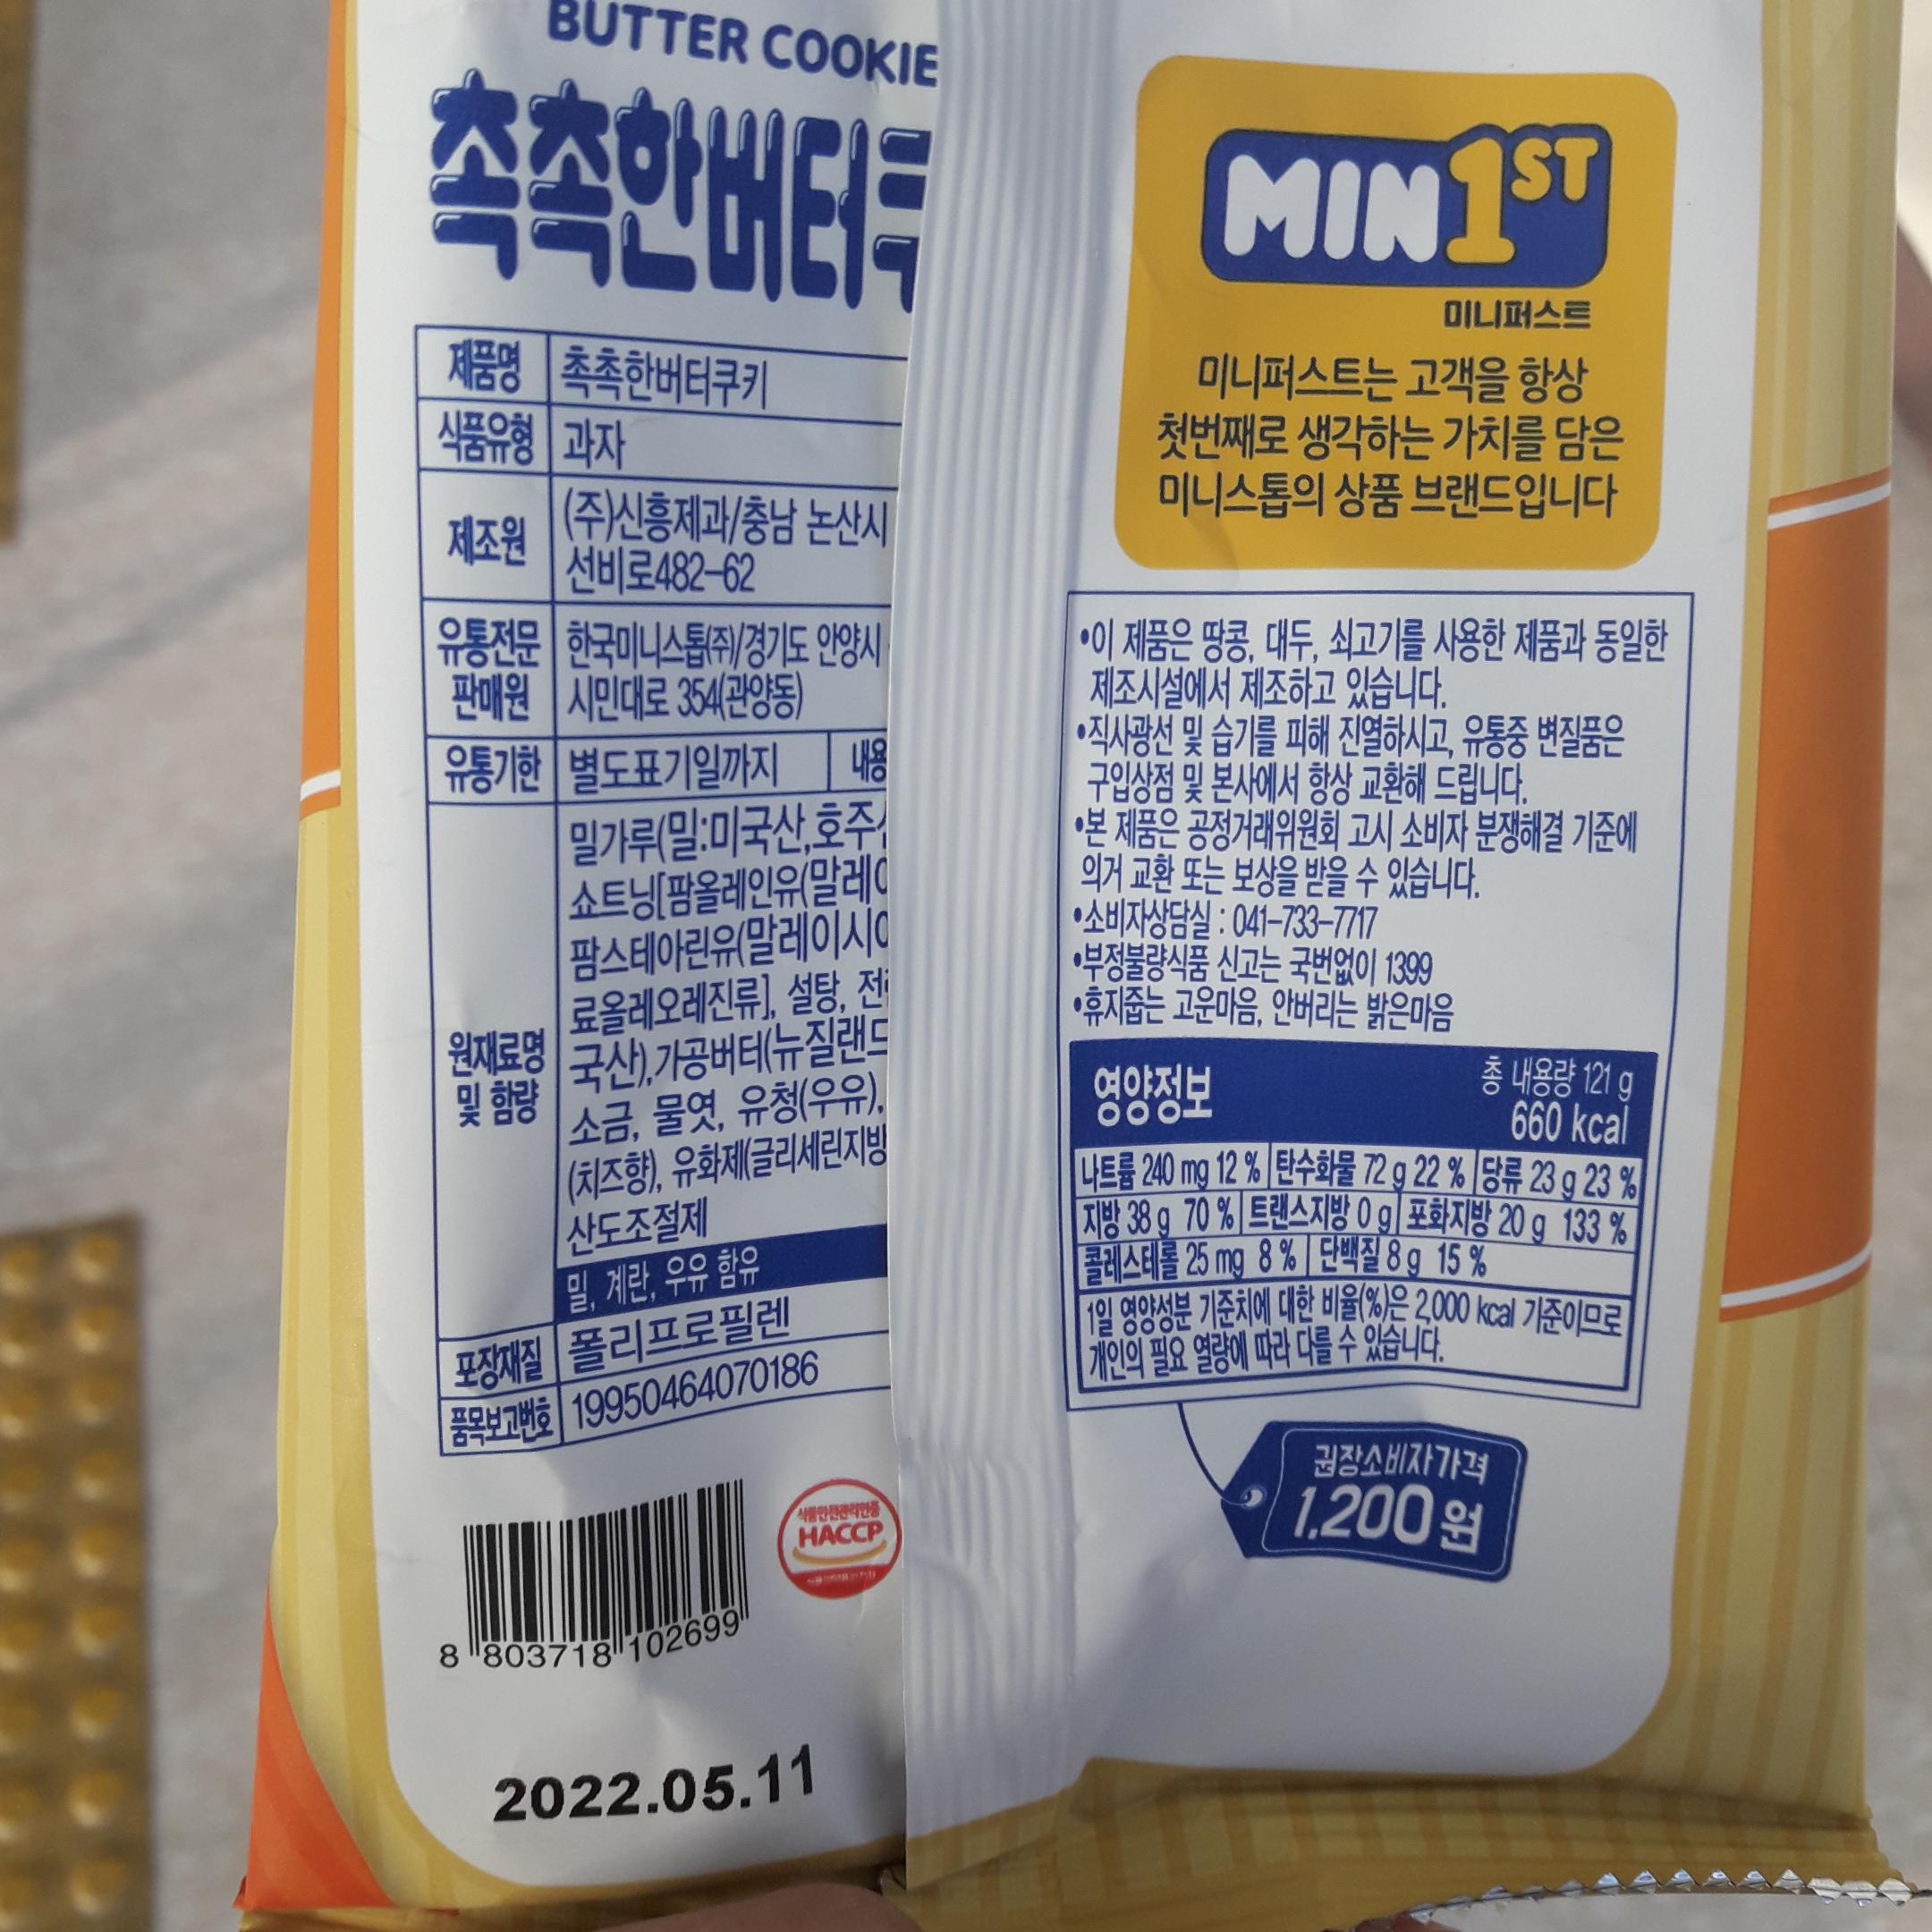 BUTTER COOKIE
촉촉한버터쿠
제품명 촉촉한버터쿠키
식품유형 과자
제조원 (주)신흥제과/충남 논산시
선비로482-62
유통전문 한국미니스톱(주)/경기도 안양시
판매원 시민대로 354(관양동)
유통기한 별도표기일까지 내용
원재료명
및 함량
밀가루(밀:미국산,호주산
쇼트닝[팜올레인유(말레이
팜스테아린유(말레이시아
료올레오레진류], 설탕, 전
국산),가공버터(뉴질랜드
소금, 물엿, 유청(우유),
(치즈향), 유화제(글리세린지방
산도조절제
밀, 계란, 우유 함유
포장재질 폴리프로필렌
품목보고번호 19950464070186
식품안전관리인증
HACCP
8 803718 102699
2022.05.11
MIN1ST
미니퍼스트
미니퍼스트는 고객을 항상
첫번째로 생각하는 가치를 담은
미니스톱의 상품 브랜드입니다
•이 제품은 땅콩, 대두, 쇠고기를 사용한 제품과 동일한
제조시설에서 제조하고 있습니다.
•직사광선 및 습기를 피해 진열하시고, 유통중 변질품은
구입상점 및 본사에서 항상 교환해 드립니다.
•본 제품은 공정거래위원회 고시 소비자 분쟁해결 기준에
의거 교환 또는 보상을 받을 수 있습니다.
•소비자상담실 : 041-733-7717
•부정불량식품 신고는 국번없이 1399
•휴지줍는 고운마음, 안버리는 밝은마음
영양정보 총 내용량 121 g
660 kcal
나트륨 240 mg 12 % 탄수화물 72 g 22 % 당류 23 g 23 %
지방 38 g 70 % 트랜스지방 0 g 포화지방 20 g 133 %
콜레스테롤 25 mg 8 % 단백질 8 g 15 %
1일 영양성분 기준치에 대한 비율(%)은 2,000 kcal 기준이므로
개인의 필요 열량에 따라 다를 수 있습니다.
권장소비자가격
1,200원